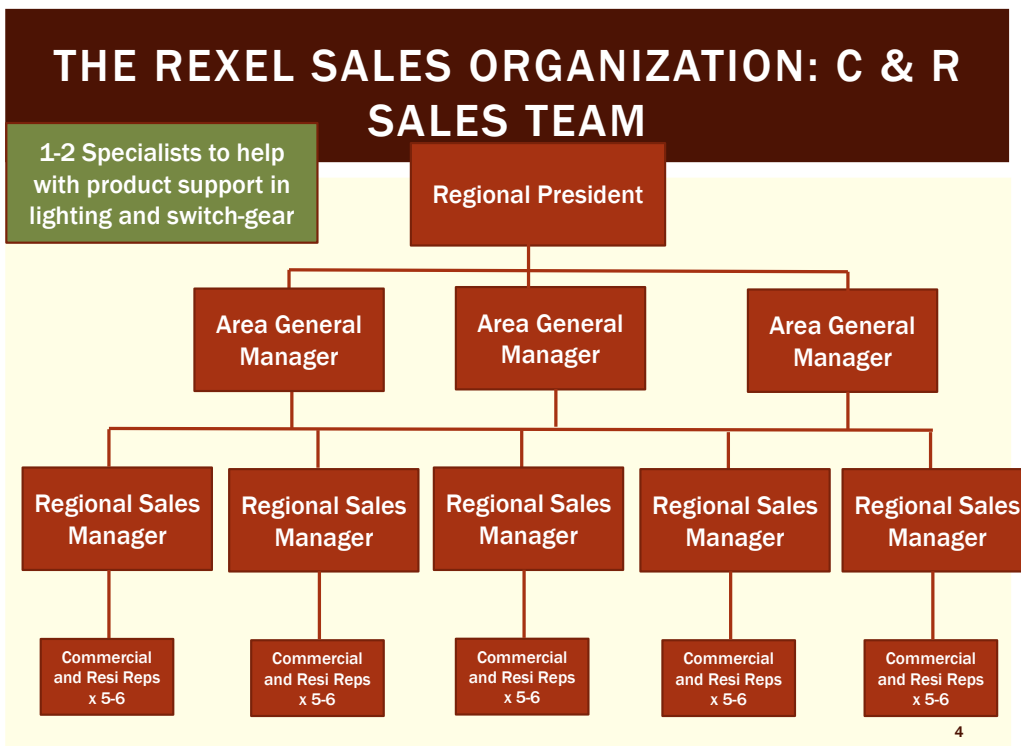 THE REXEL SALES ORGANIZATION: C & R
SALES TEAM
1-2 Specialists to help
with product support in
lighting and switch-gear
Regional President
Area General
Manager
Area General
Manager
Area General
Manager
Regional Sales
Manager
Regional Sales
Manager
Regional Sales
Manager
Regional Sales
Manager
Regional Sales
Manager
Commercial
and Resi Reps
x 5-6
Commercial
and Resi Reps
x 5-6
Commercial
and Resi Reps
x 5-6
Commercial
and Resi Reps
x 5-6
Commercial
and Resi Reps
x 5-6
4